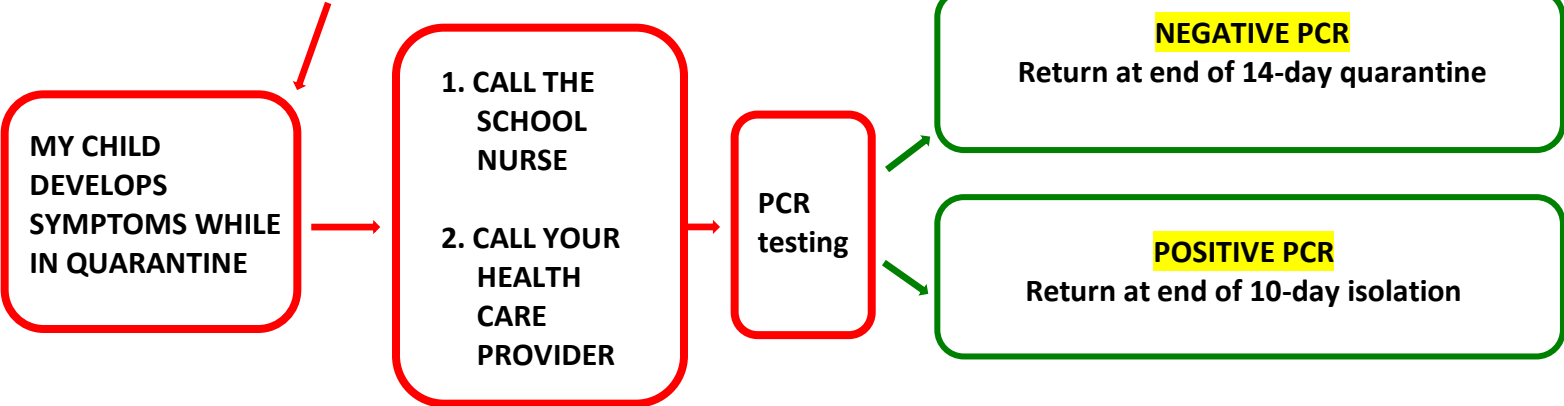 MY CHILD
DEVELOPS
SYMPTOMS WHILE
IN QUARANTINE
1. CALL THE
SCHOOL
NURSE
2. CALL YOUR
HEALTH
CARE
PROVIDER
PCR
testing
NEGATIVE PCR
Return at end of 14-day quarantine
POSITIVE PCR
Return at end of 10-day isolation